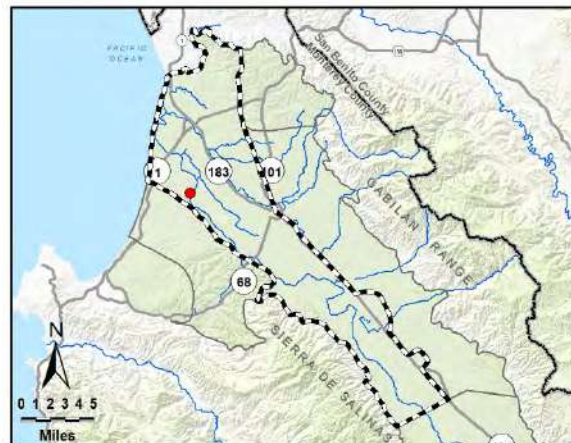 PACIFIC
OCEAN
1
San Benito County
Monterey County
1
183
101
GABILAN RANGE
68
SIERRA DE SALINAS
N
0 1 2 3 4 5
Miles